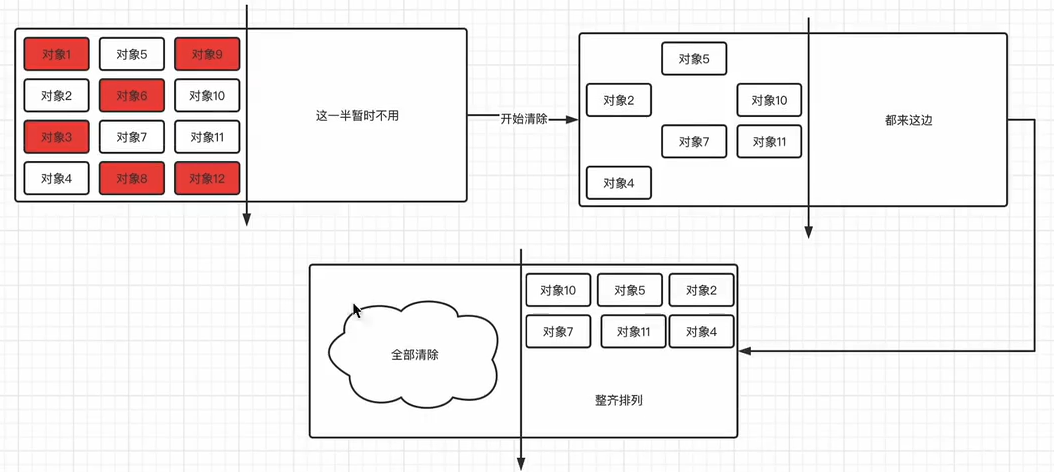 对象1
对象5
对象9
对象2
对象6
对象10
对象3
对象7
对象11
对象4
对象8
对象12
这一半暂时不用
开始清除
对象5
对象2
对象10
对象7
对象11
对象4
都来这边
全部清除
对象10
对象5
对象2
对象7
对象11
对象4
整齐排列